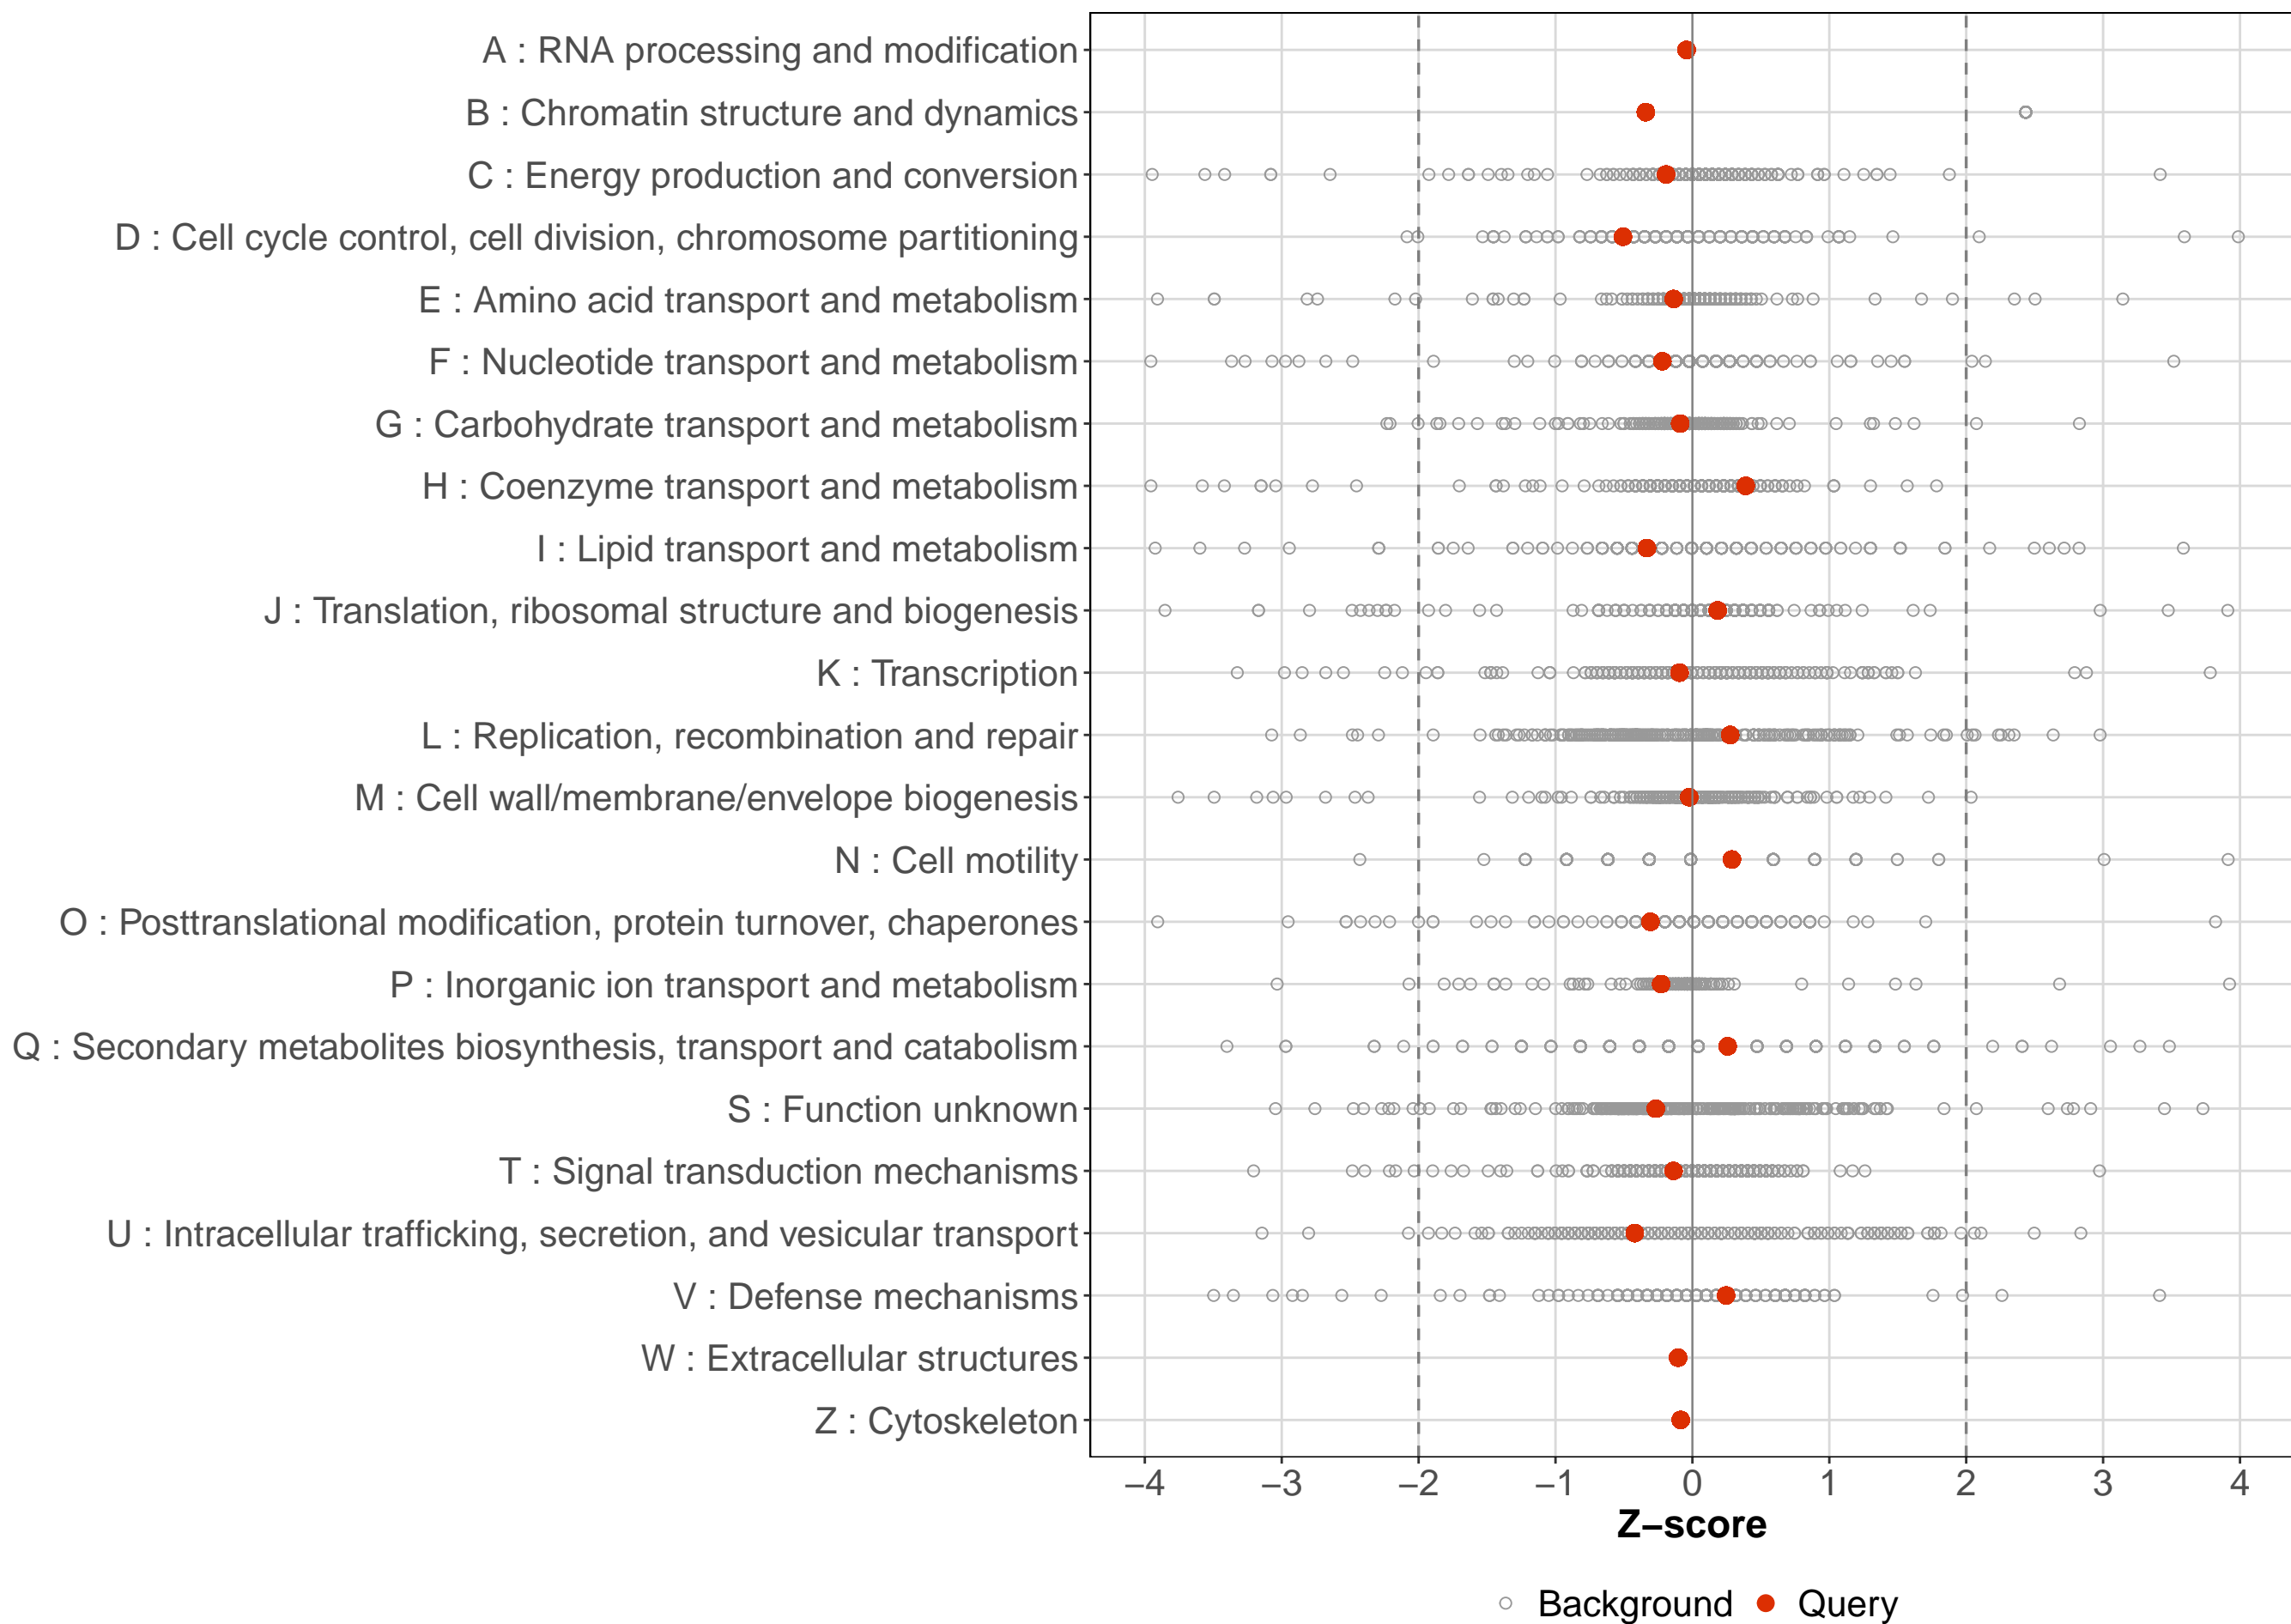 A : RNA processing and modification
B : Chromatin structure and dynamics
C : Energy production and conversion
D : Cell cycle control, cell division, chromosome partitioning
E : Amino acid transport and metabolism
F : Nucleotide transport and metabolism
G : Carbohydrate transport and metabolism
H : Coenzyme transport and metabolism
I : Lipid transport and metabolism
J : Translation, ribosomal structure and biogenesis
K : Transcription
L : Replication, recombination and repair
M : Cell wall/membrane/envelope biogenesis
N : Cell motility
O : Posttranslational modification, protein turnover, chaperones
P : Inorganic ion transport and metabolism
Q : Secondary metabolites biosynthesis, transport and catabolism
S : Function unknown
T : Signal transduction mechanisms
U : Intracellular trafficking, secretion, and vesicular transport
V : Defense mechanisms
W : Extracellular structures
Z : Cytoskeleton
−4 −3 −2 −1 0 1 2 3 4
Z−score
Background Query